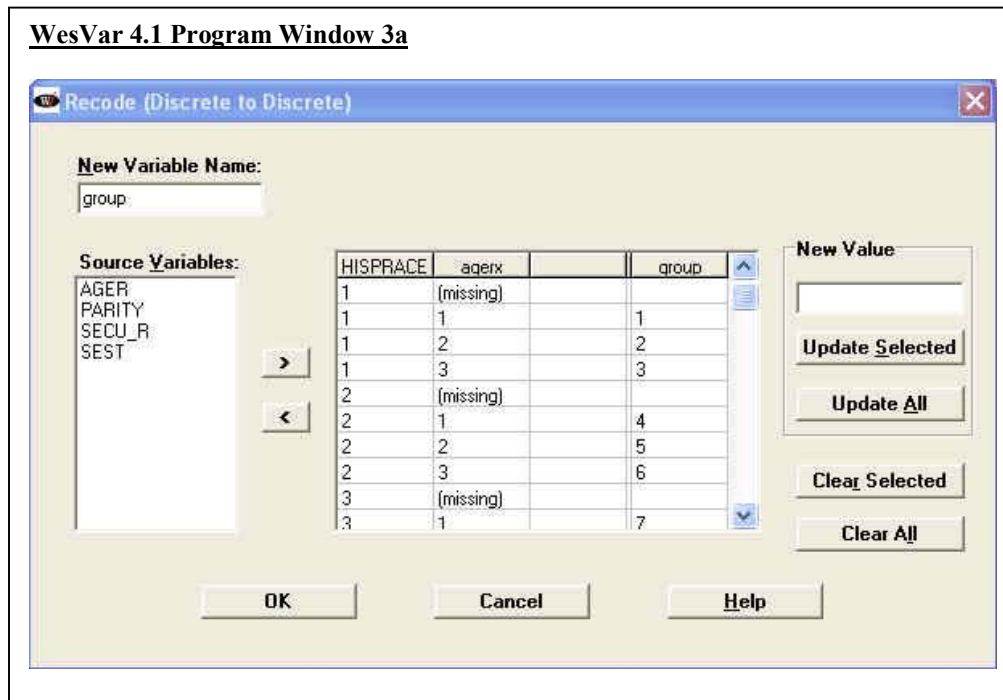 WesVar 4.1 Program Window 3a
Recode (Discrete to Discrete)
New Variable Name:
group
Source Variables:
AGER
PARITY
SECU_R
SEST
>
<
HISPRACE agerx group
1 (missing)
1 1 1
1 2 2
1 3 3
2 (missing)
2 1 4
2 2 5
2 3 6
3 (missing)
3 1 7
New Value
Update Selected
Update All
Clear Selected
Clear All
OK Cancel Help